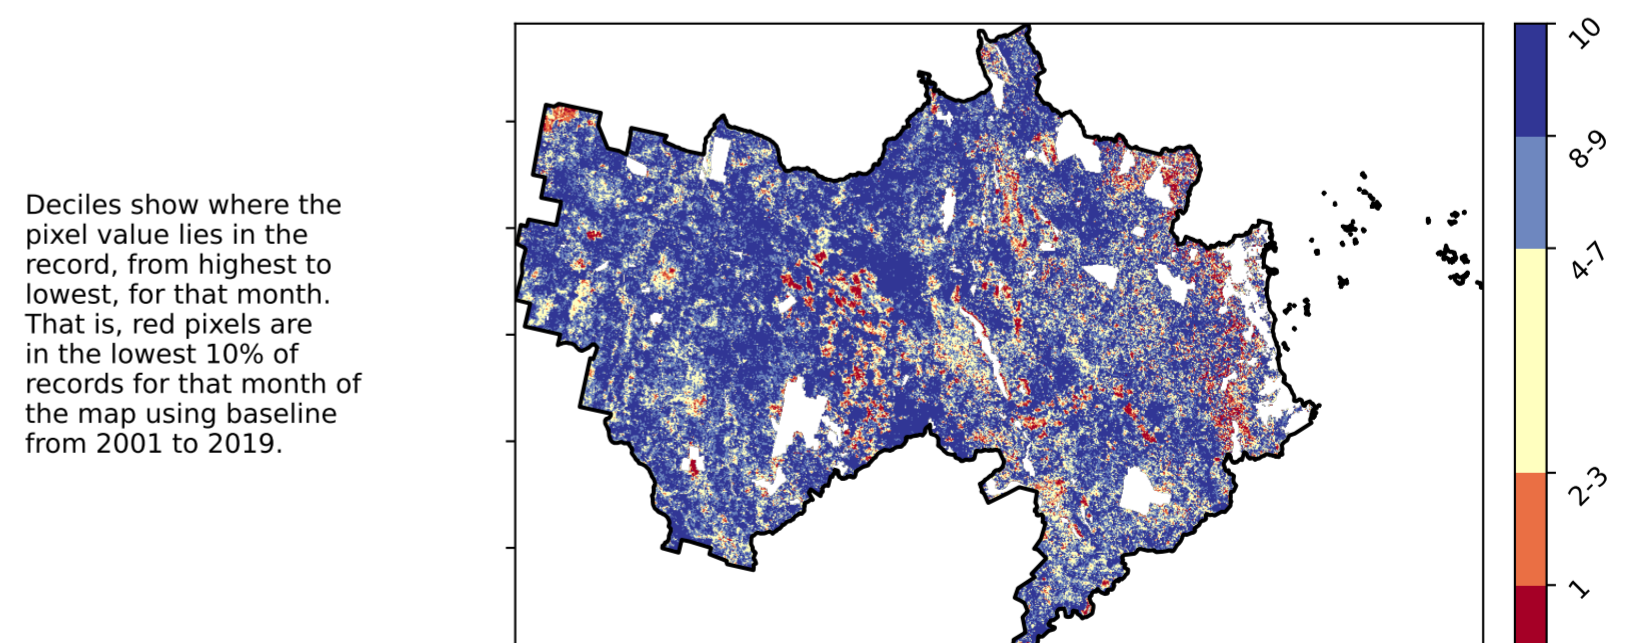 Deciles show where the
pixel value lies in the
record, from highest to
lowest, for that month.
That is, red pixels are
in the lowest 10% of
records for that month of
the map using baseline
from 2001 to 2019.
10
8-9
4-7
2-3
1